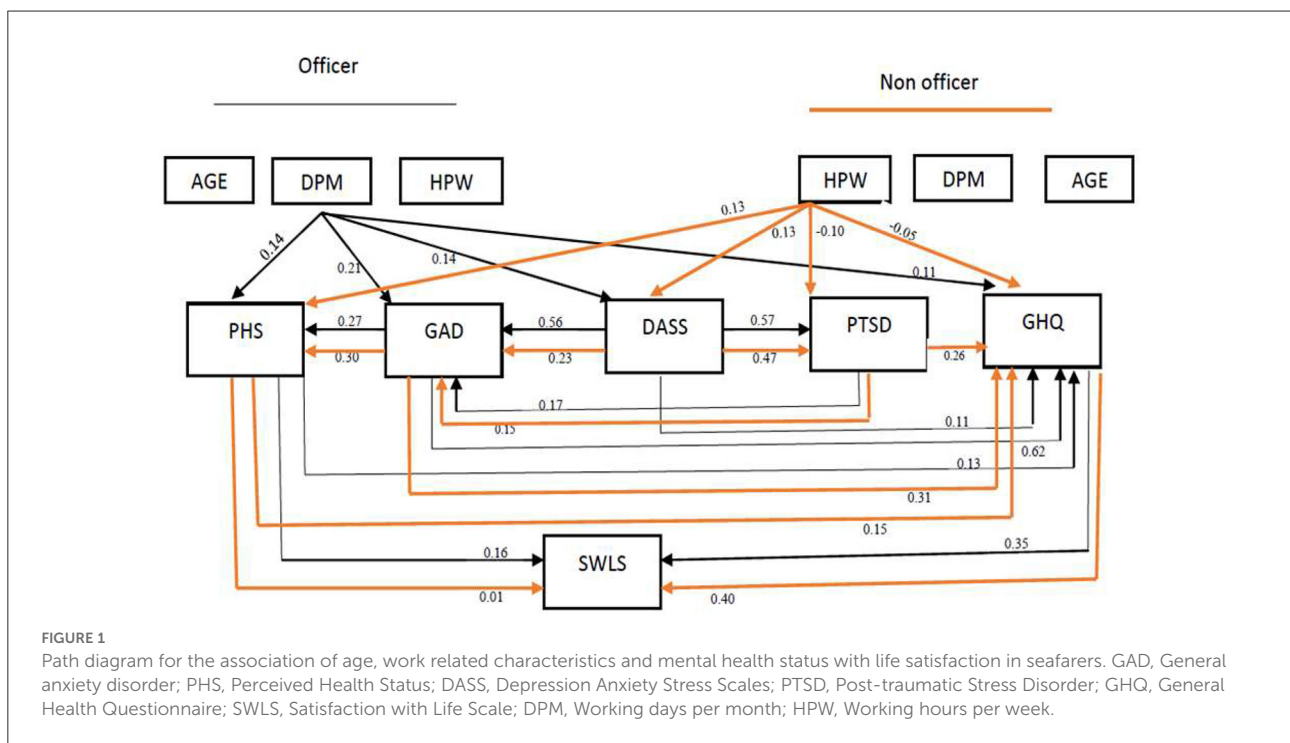 Officer
Non officer
AGE DPM HPW HPW DPM AGE
0.14
0.21
0.14
0.13
0.13
-0.10
-0.05
0.11
PHS GAD DASS PTSD GHQ
0.27
0.56
0.57
0.30
0.23
0.47
0.26
0.17
0.15
0.11
0.62
0.13
0.31
0.15
0.16
0.35
SWLS
0.01
0.40
FIGURE 1
Path diagram for the association of age, work related characteristics and mental health status with life satisfaction in seafarers. GAD, General
anxiety disorder; PHS, Perceived Health Status; DASS, Depression Anxiety Stress Scales; PTSD, Post-traumatic Stress Disorder; GHQ, General
Health Questionnaire; SWLS, Satisfaction with Life Scale; DPM, Working days per month; HPW, Working hours per week.